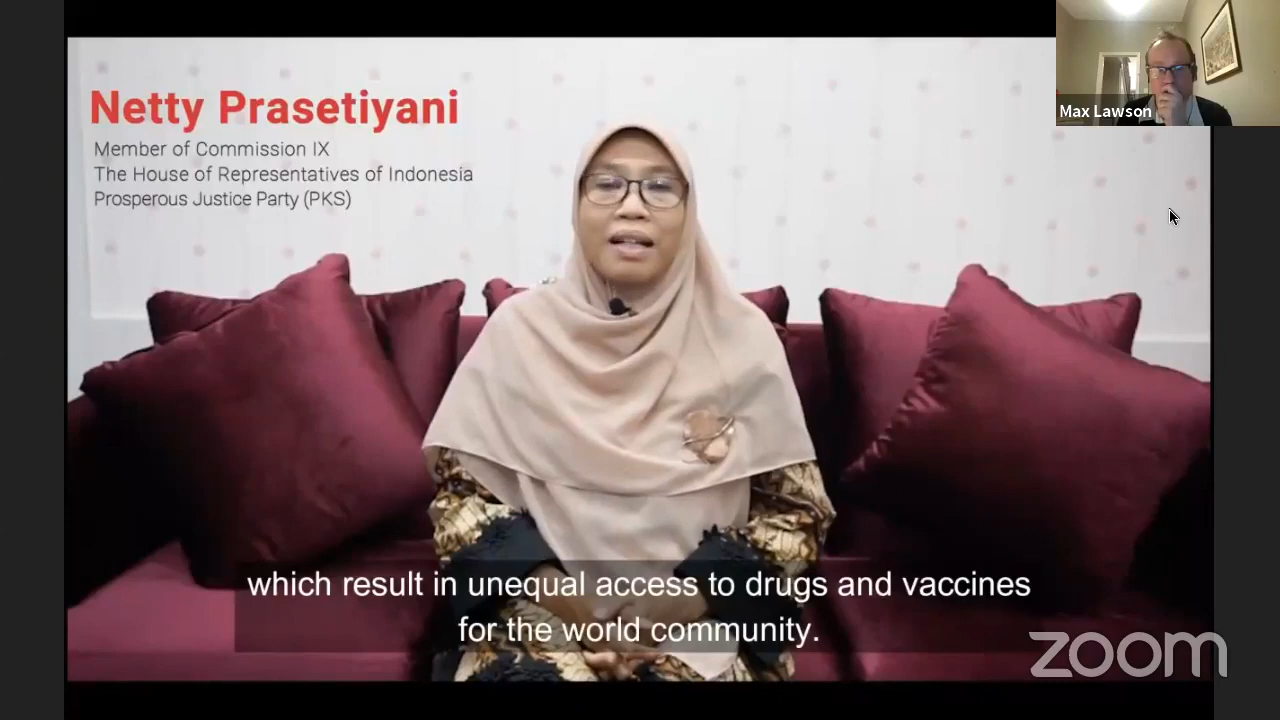 Netty Prasetiyani
Member of Commission IX
The House of Representatives of Indonesia
Prosperous Justice Party (PKS)
Max Lawson
which result in unequal access to drugs and vaccines
for the world community.
zoom